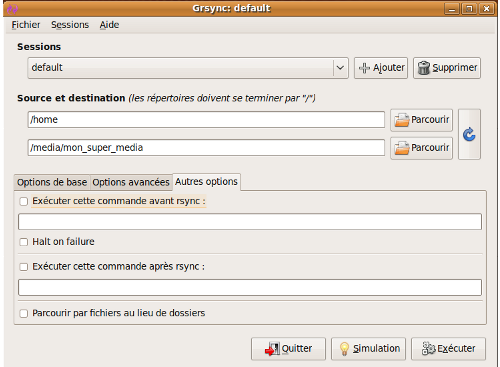 Grsync: default
Fichier Sessions Aide
Sessions
default Ajouter Supprimer
Source et destination (les répertoires doivent se terminer par "/")
/home Parcourir
/media/mon_super_media Parcourir
Options de base Options avancées Autres options
Exécuter cette commande avant rsync :
Halt on failure
Exécuter cette commande après rsync :
Parcourir par fichiers au lieu de dossiers
Quitter Simulation Exécuter